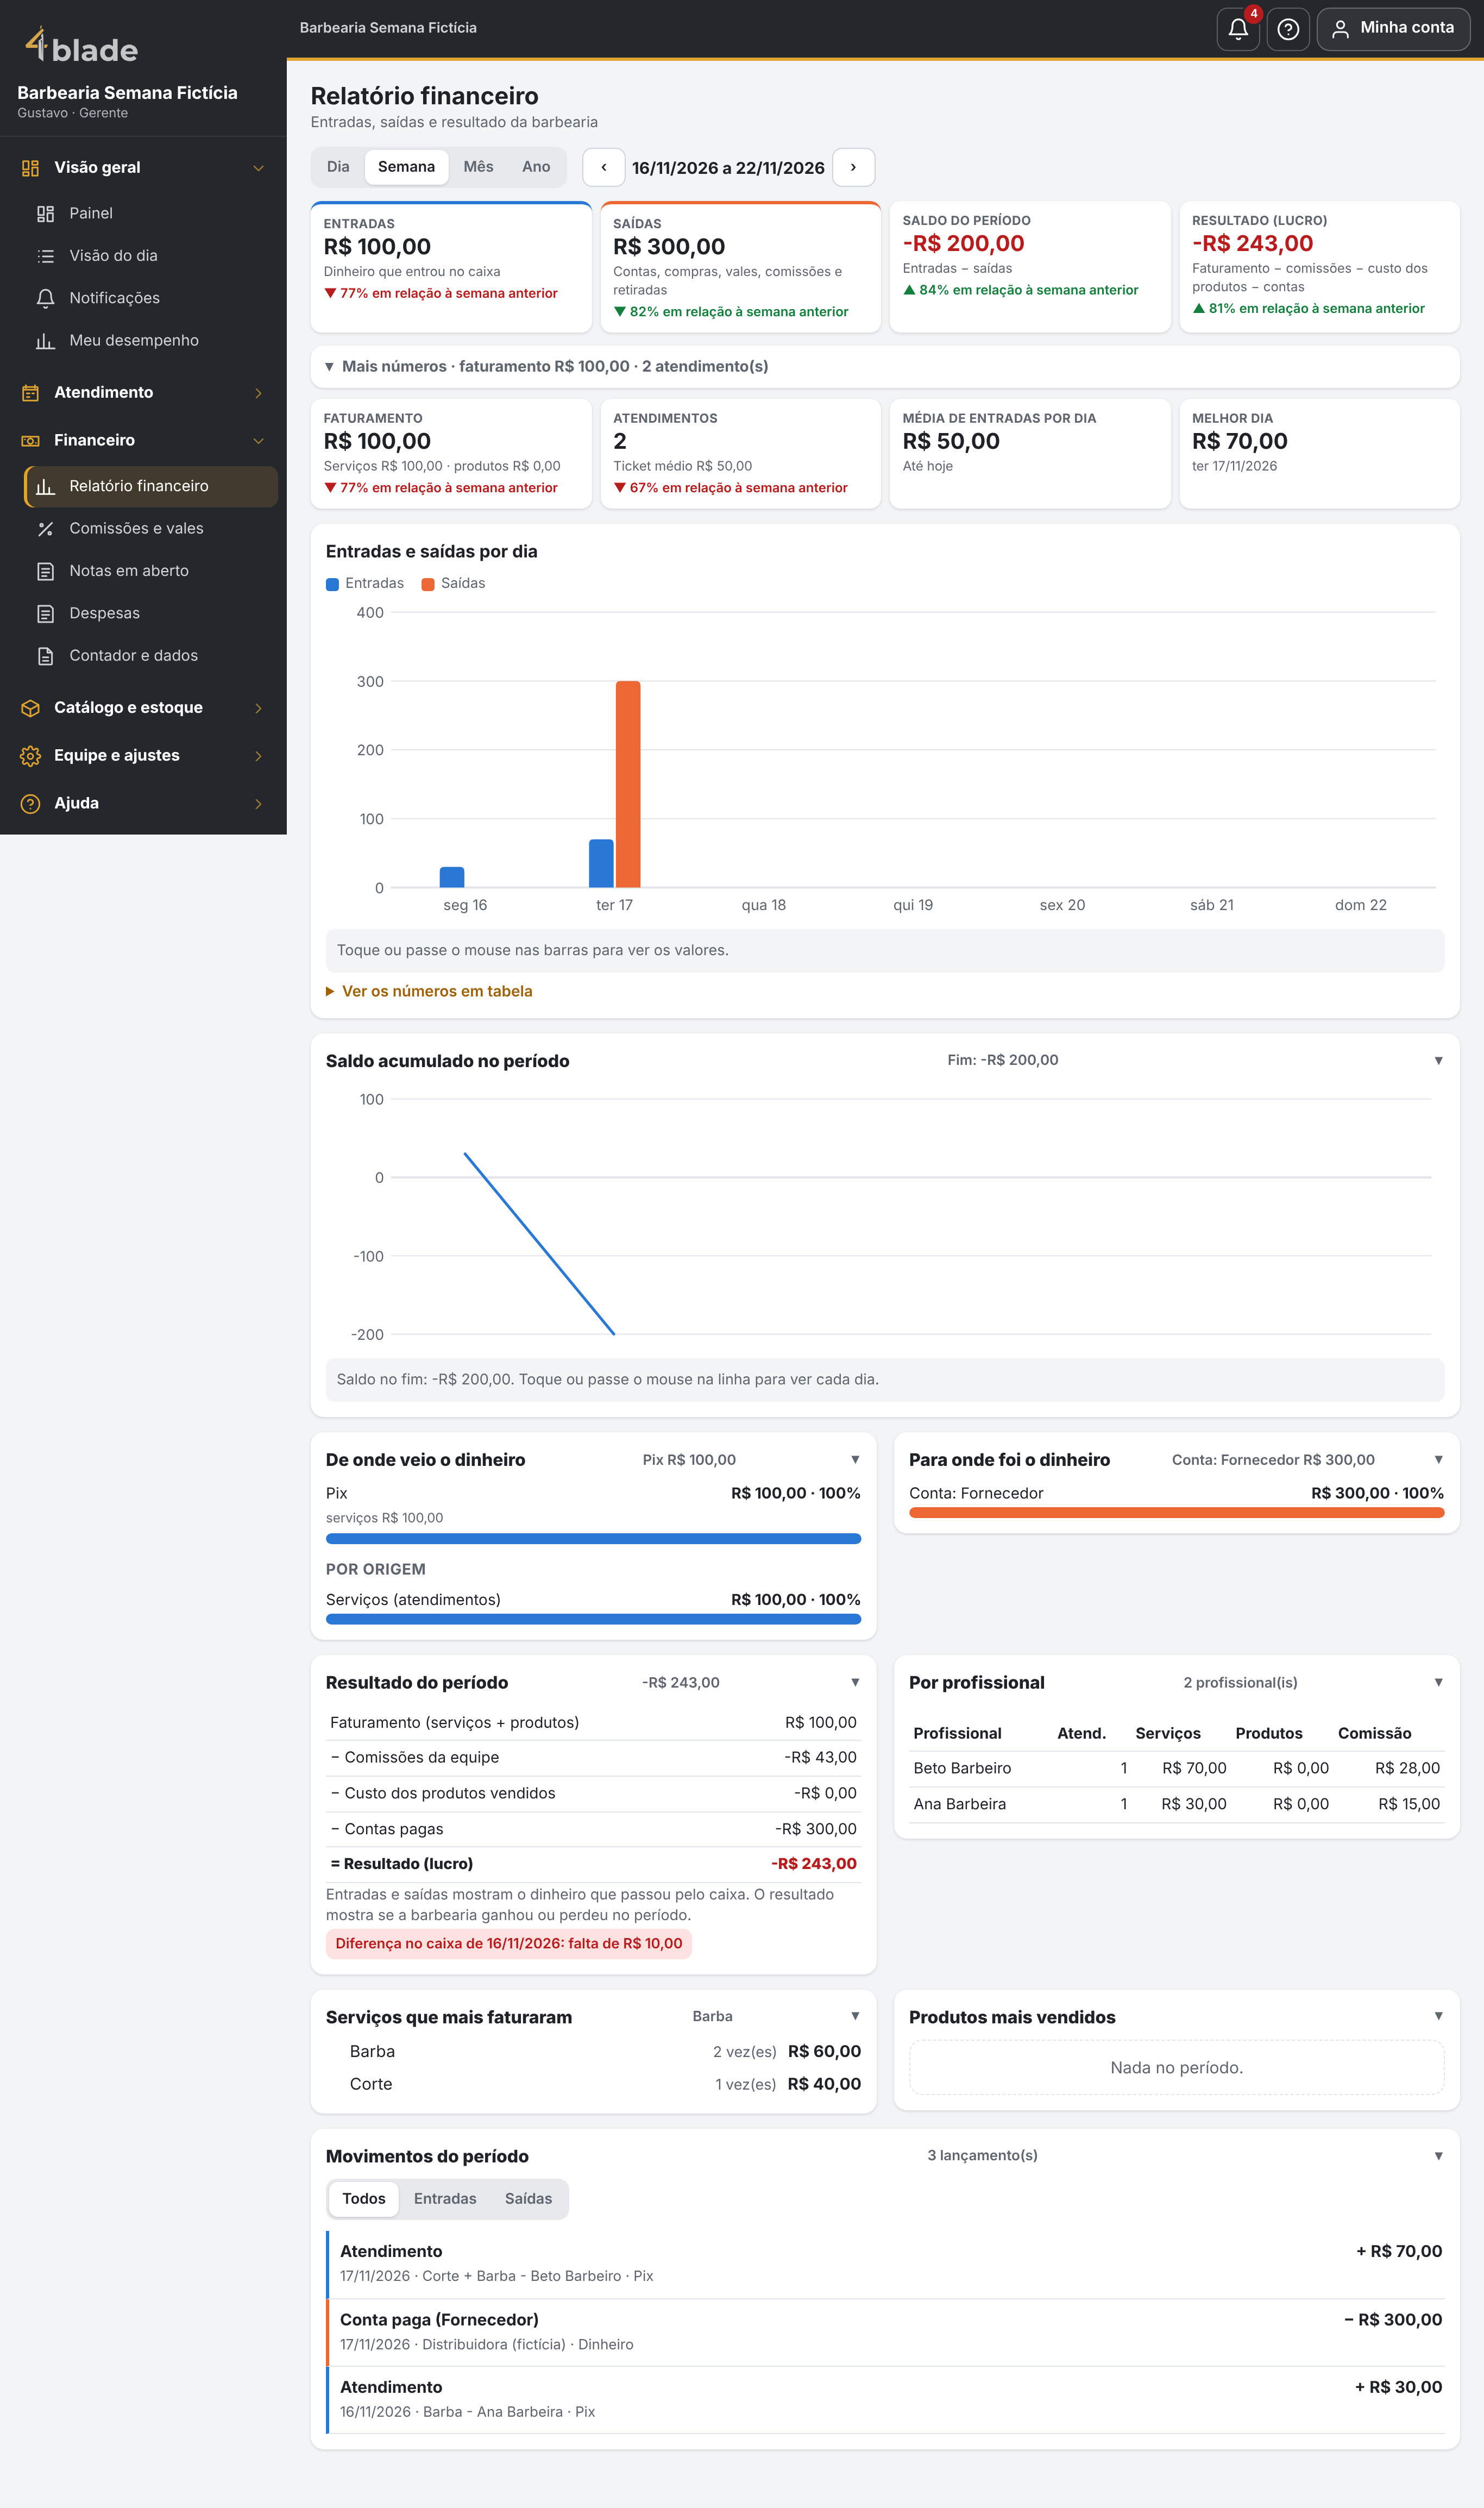 4blade
Barbearia Semana Fictícia
Gustavo · Gerente
Visão geral
Painel
Visão do dia
Notificações
Meu desempenho
Atendimento
Financeiro
Relatório financeiro
Comissões e vales
Notas em aberto
Despesas
Contador e dados
Catálogo e estoque
Equipe e ajustes
Ajuda
Barbearia Semana Fictícia
4
Minha conta
Relatório financeiro
Entradas, saídas e resultado da barbearia
Dia Semana Mês Ano ‹ 16/11/2026 a 22/11/2026 ›
ENTRADAS
R$ 100,00
Dinheiro que entrou no caixa
▼ 77% em relação à semana anterior
SAÍDAS
R$ 300,00
Contas, compras, vales, comissões e
retiradas
▼ 82% em relação à semana anterior
SALDO DO PERÍODO
-R$ 200,00
Entradas − saídas
▲ 84% em relação à semana anterior
RESULTADO (LUCRO)
-R$ 243,00
Faturamento − comissões − custo dos
produtos − contas
▲ 81% em relação à semana anterior
▼ Mais números · faturamento R$ 100,00 · 2 atendimento(s)
FATURAMENTO
R$ 100,00
Serviços R$ 100,00 · produtos R$ 0,00
▼ 77% em relação à semana anterior
ATENDIMENTOS
2
Ticket médio R$ 50,00
▼ 67% em relação à semana anterior
MÉDIA DE ENTRADAS POR DIA
R$ 50,00
Até hoje
MELHOR DIA
R$ 70,00
ter 17/11/2026
Entradas e saídas por dia
Entradas Saídas
400
300
200
100
0
seg 16 ter 17 qua 18 qui 19 sex 20 sáb 21 dom 22
Toque ou passe o mouse nas barras para ver os valores.
▶ Ver os números em tabela
Saldo acumulado no período Fim: -R$ 200,00 ▼
100
0
-100
-200
Saldo no fim: -R$ 200,00. Toque ou passe o mouse na linha para ver cada dia.
De onde veio o dinheiro Pix R$ 100,00 ▼
Pix R$ 100,00 · 100%
serviços R$ 100,00
POR ORIGEM
Serviços (atendimentos) R$ 100,00 · 100%
Para onde foi o dinheiro Conta: Fornecedor R$ 300,00 ▼
Conta: Fornecedor R$ 300,00 · 100%
Resultado do período -R$ 243,00 ▼
Faturamento (serviços + produtos) R$ 100,00
− Comissões da equipe -R$ 43,00
− Custo dos produtos vendidos -R$ 0,00
− Contas pagas -R$ 300,00
= Resultado (lucro) -R$ 243,00
Entradas e saídas mostram o dinheiro que passou pelo caixa. O resultado
mostra se a barbearia ganhou ou perdeu no período.
Diferença no caixa de 16/11/2026: falta de R$ 10,00
Por profissional 2 profissional(is) ▼
Profissional Atend. Serviços Produtos Comissão
Beto Barbeiro 1 R$ 70,00 R$ 0,00 R$ 28,00
Ana Barbeira 1 R$ 30,00 R$ 0,00 R$ 15,00
Serviços que mais faturaram Barba ▼
Barba 2 vez(es) R$ 60,00
Corte 1 vez(es) R$ 40,00
Produtos mais vendidos ▼
Nada no período.
Movimentos do período 3 lançamento(s) ▼
Todos Entradas Saídas
Atendimento + R$ 70,00
17/11/2026 · Corte + Barba - Beto Barbeiro · Pix
Conta paga (Fornecedor) − R$ 300,00
17/11/2026 · Distribuidora (fictícia) · Dinheiro
Atendimento + R$ 30,00
16/11/2026 · Barba - Ana Barbeira · Pix